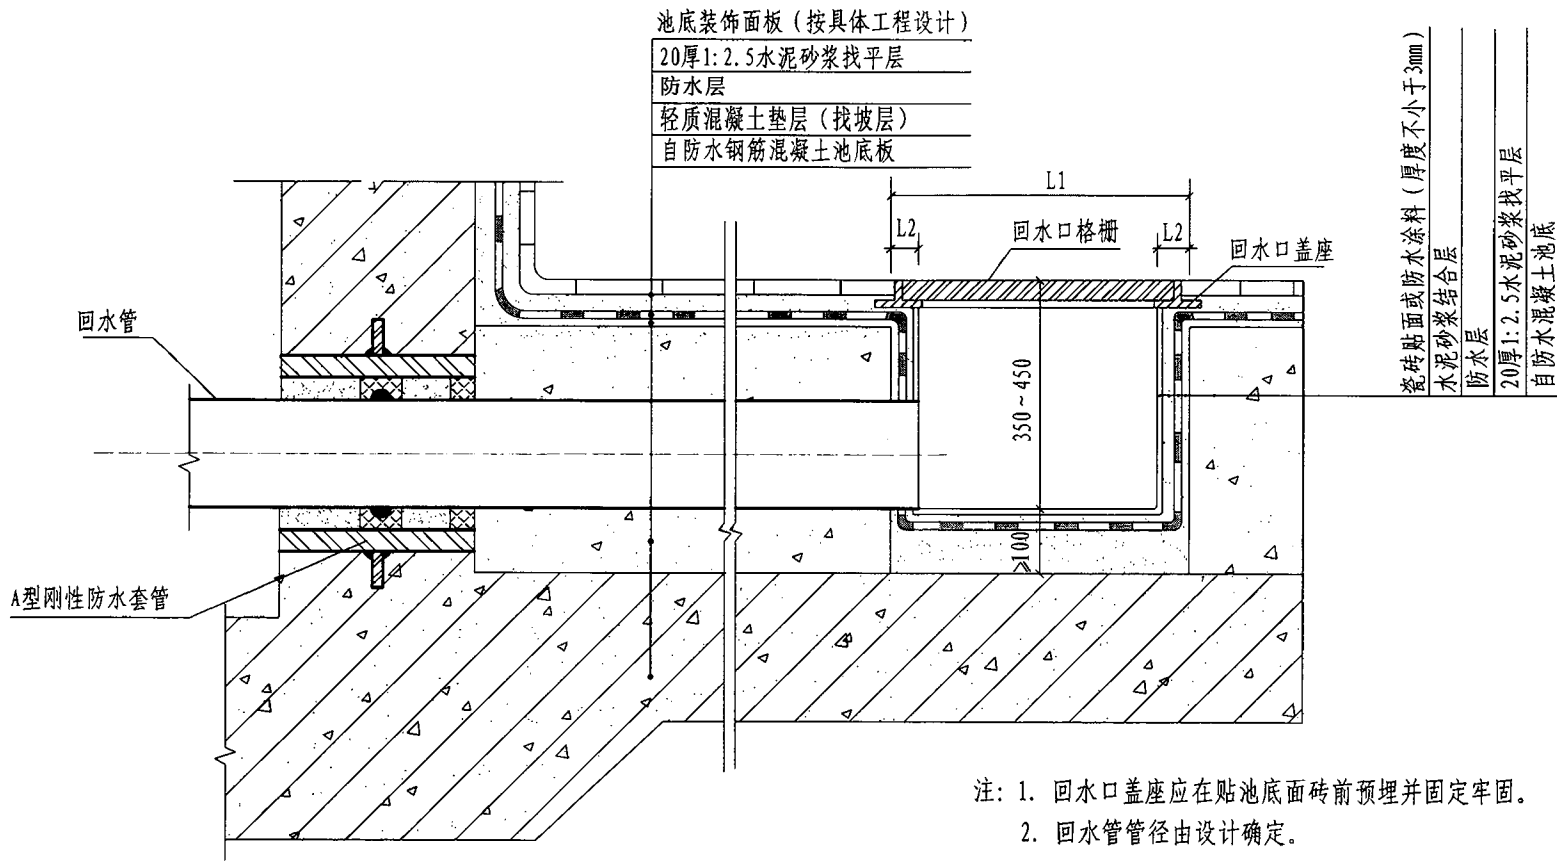 池底装饰面板(按具体工程设计)
20厚1:2.5水泥砂浆找平层
防水层
轻质混凝土垫层(找坡层)
自防水钢筋混凝土池底板
L1
L2
回水口格栅
L2
回水口盖座
回水管
350~450
≥100
A型刚性防水套管
瓷砖贴面或防水涂料(厚度不小于3mm)
水泥砂浆结合层
防水层
20厚1:2.5水泥砂浆找平层
自防水混凝土池底
注: 1. 回水口盖座应在贴池底面砖前预埋并固定牢固。
2. 回水管管径由设计确定。